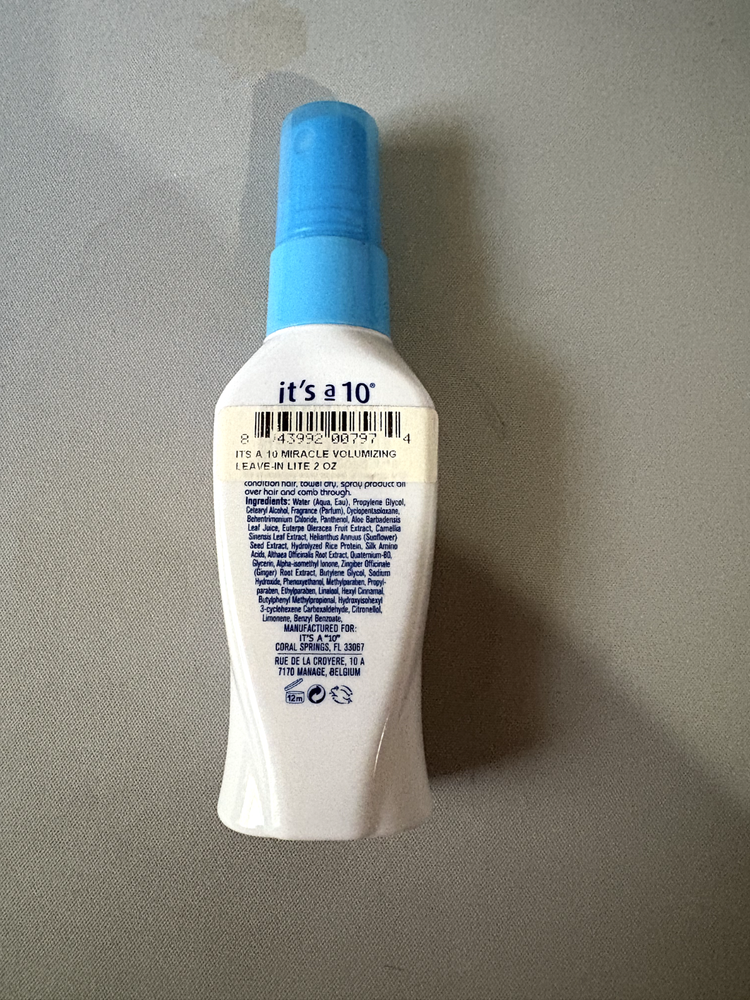 it's a 10®
8 43992 00797 4
ITS A 10 MIRACLE VOLUMIZING
LEAVE-IN LITE 2 OZ
condition hair, towel dry, spray product all
over hair and comb through.
Ingredients: Water (Aqua, Eau), Propylene Glycol,
Cetearyl Alcohol, Fragrance (Parfum), Cyclopentasiloxane,
Behentrimonium Chloride, Panthenol, Aloe Barbadensis
Leaf Juice, Euterpe Oleracea Fruit Extract, Camellia
Sinensis Leaf Extract, Helianthus Annuus (Sunflower)
Seed Extract, Hydrolyzed Rice Protein, Silk Amino
Acids, Althaea Officinalis Root Extract, Quaternium-80,
Glycerin, Alpha-isomethyl Ionone, Zingiber Officinale
(Ginger) Root Extract, Butylene Glycol, Sodium
Hydroxide, Phenoxyethanol, Methylparaben, Propyl-
paraben, Ethylparaben, Linalool, Hexyl Cinnamal,
Butylphenyl Methylpropional, Hydroxyisohexyl
3-cyclohexene Carboxaldehyde, Citronellol,
Limonene, Benzyl Benzoate,
MANUFACTURED FOR:
IT'S A "10"
CORAL SPRINGS, FL 33067
RUE DE LA CROYERE, 10 A
7170 MANAGE, BELGIUM
12m